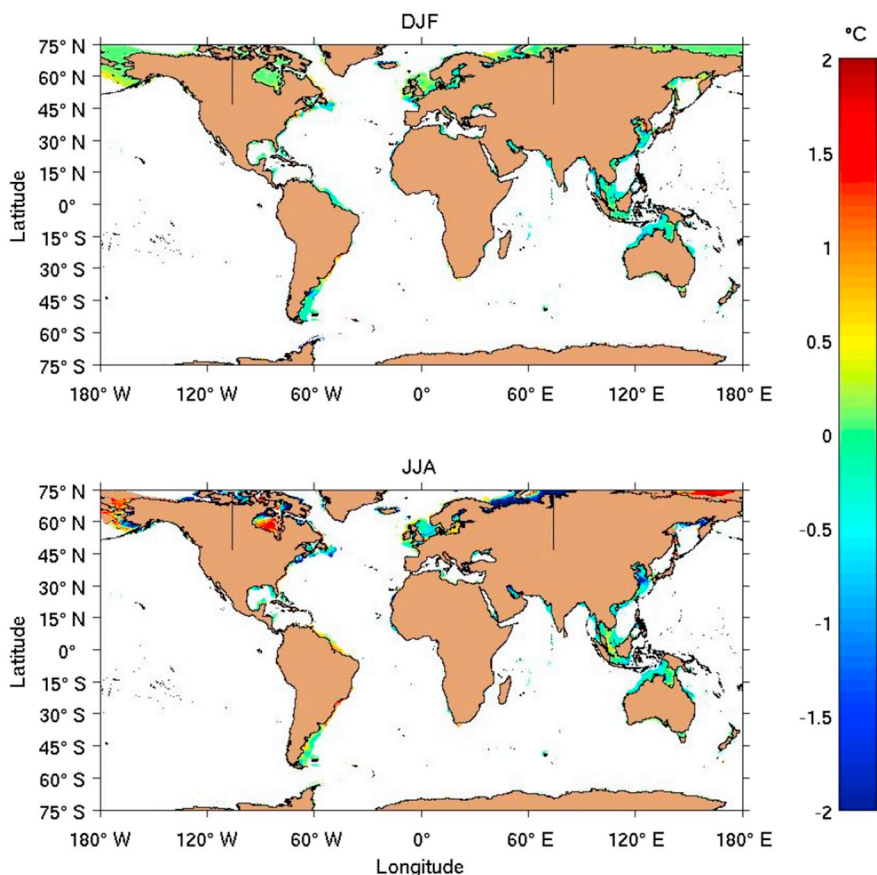 DJF
°C
75° N
60° N
45° N
30° N
15° N
0°
15° S
30° S
45° S
60° S
75° S
Latitude
180° W 120° W 60° W 0° 60° E 120° E 180° E
2
1.5
1
0.5
0
-0.5
-1
-1.5
-2
JJA
75° N
60° N
45° N
30° N
15° N
0°
15° S
30° S
45° S
60° S
75° S
Latitude
180° W 120° W 60° W 0° 60° E 120° E 180° E
Longitude